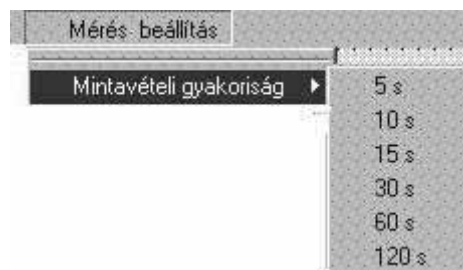 Mérés beállítás
Mintavételi gyakoriság
5 s
10 s
15 s
30 s
60 s
120 s